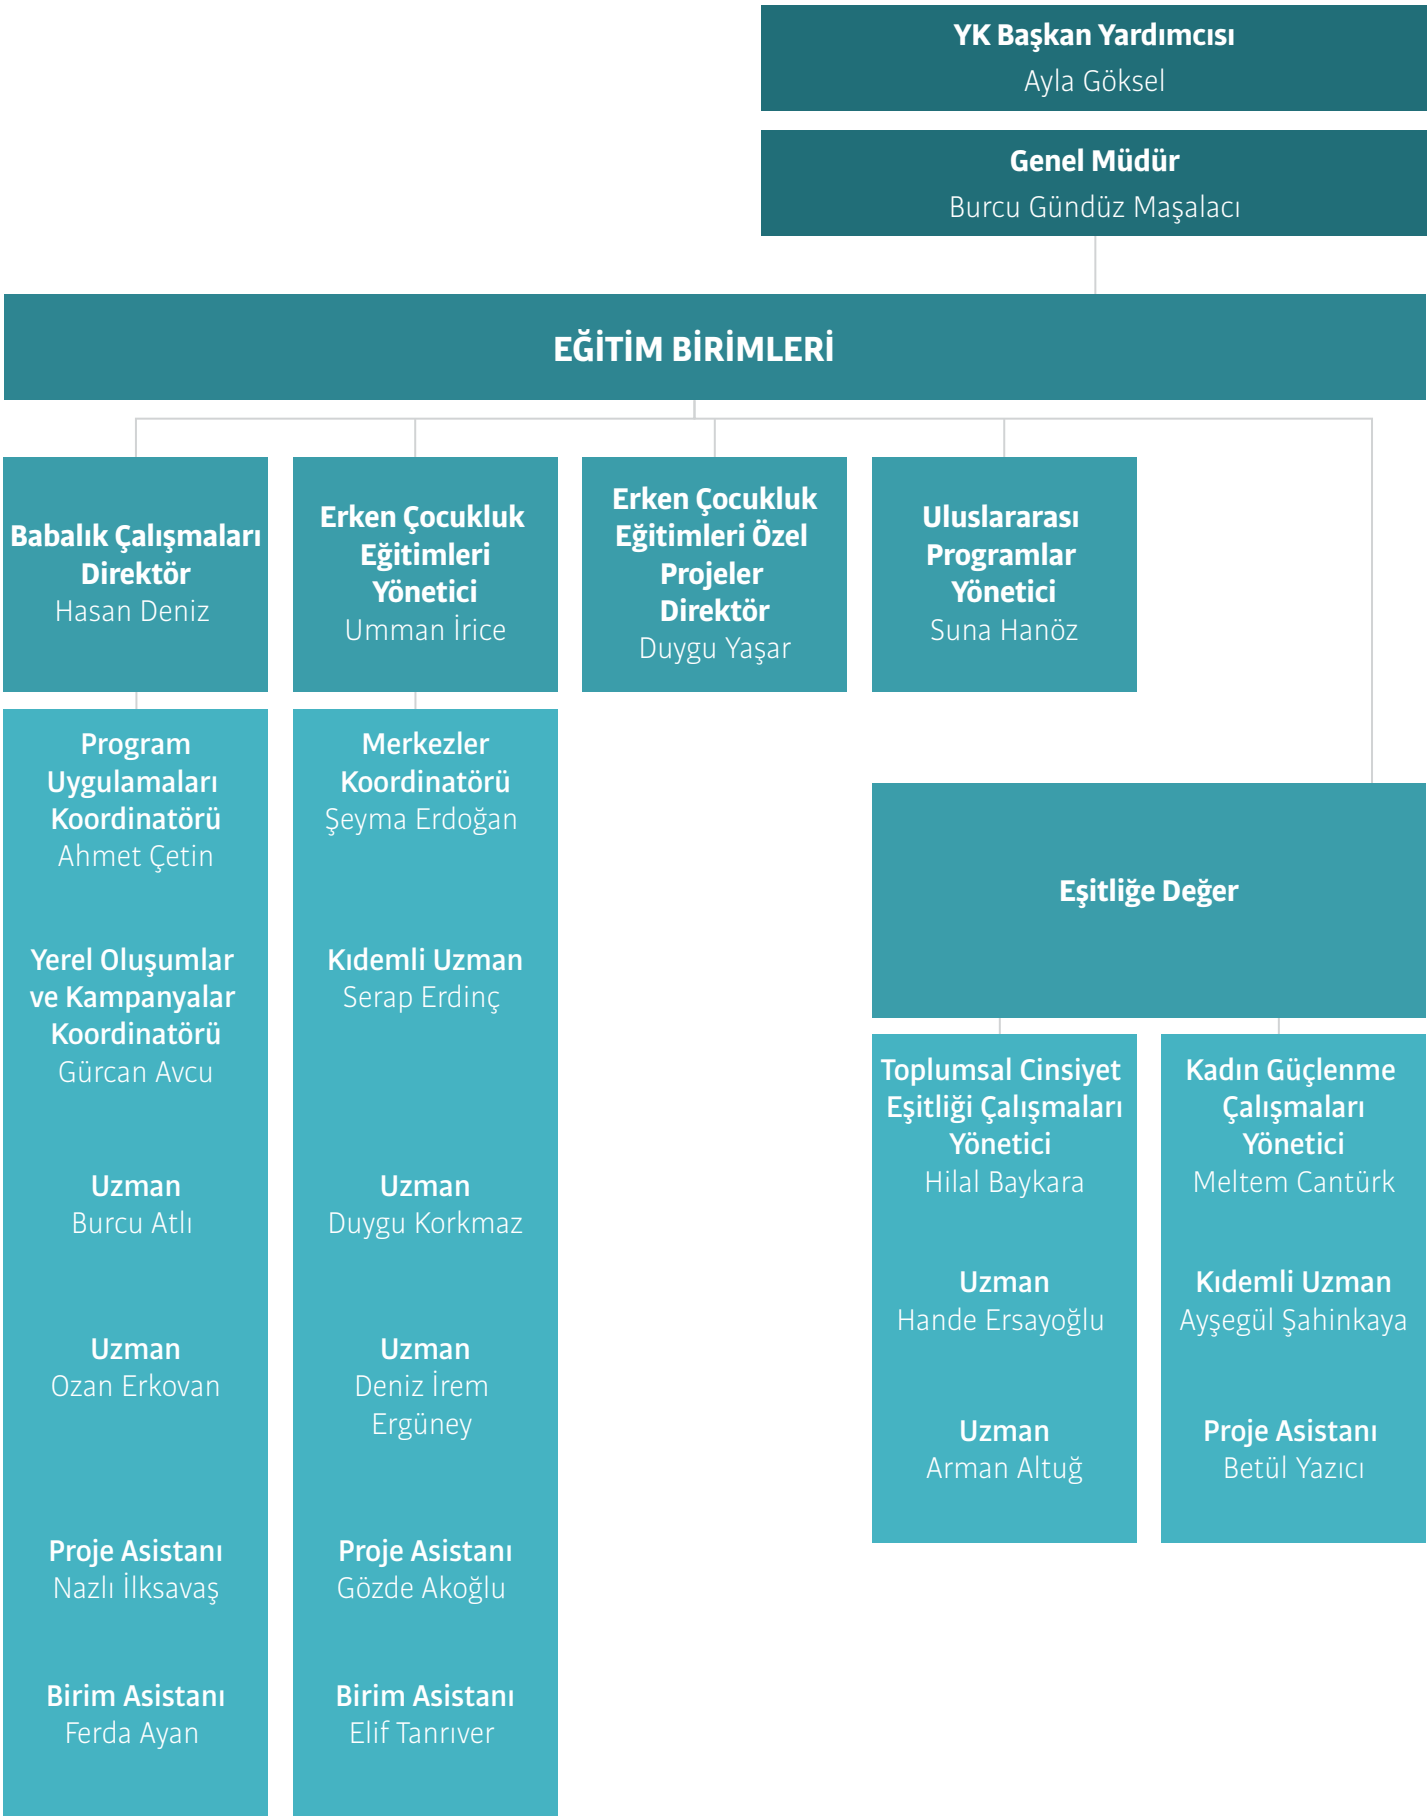 YK Başkan Yardımcısı
Ayla Göksel
Genel Müdür
Burcu Gündüz Maşalacı
EĞİTİM BİRİMLERİ
Babalık Çalışmaları
Direktör
Hasan Deniz
Erken Çocukluk
Eğitimleri
Yönetici
Umman İrice
Erken Çocukluk
Eğitimleri Özel
Projeler
Direktör
Duygu Yaşar
Uluslararası
Programlar
Yönetici
Suna Hanöz
Program
Uygulamaları
Koordinatörü
Ahmet Çetin
Yerel Oluşumlar
ve Kampanyalar
Koordinatörü
Gürcan Avcu
Uzman
Burcu Atlı
Uzman
Ozan Erkovan
Proje Asistanı
Nazlı İlksavaş
Birim Asistanı
Ferda Ayan
Merkezler
Koordinatörü
Şeyma Erdoğan
Kıdemli Uzman
Serap Erdinç
Uzman
Duygu Korkmaz
Uzman
Deniz İrem
Ergüney
Proje Asistanı
Gözde Akoğlu
Birim Asistanı
Elif Tanrıver
Eşitliğe Değer
Toplumsal Cinsiyet
Eşitliği Çalışmaları
Yönetici
Hilal Baykara
Uzman
Hande Ersayoğlu
Uzman
Arman Altuğ
Kadın Güçlenme
Çalışmaları
Yönetici
Meltem Cantürk
Kıdemli Uzman
Ayşegül Şahinkaya
Proje Asistanı
Betül Yazıcı